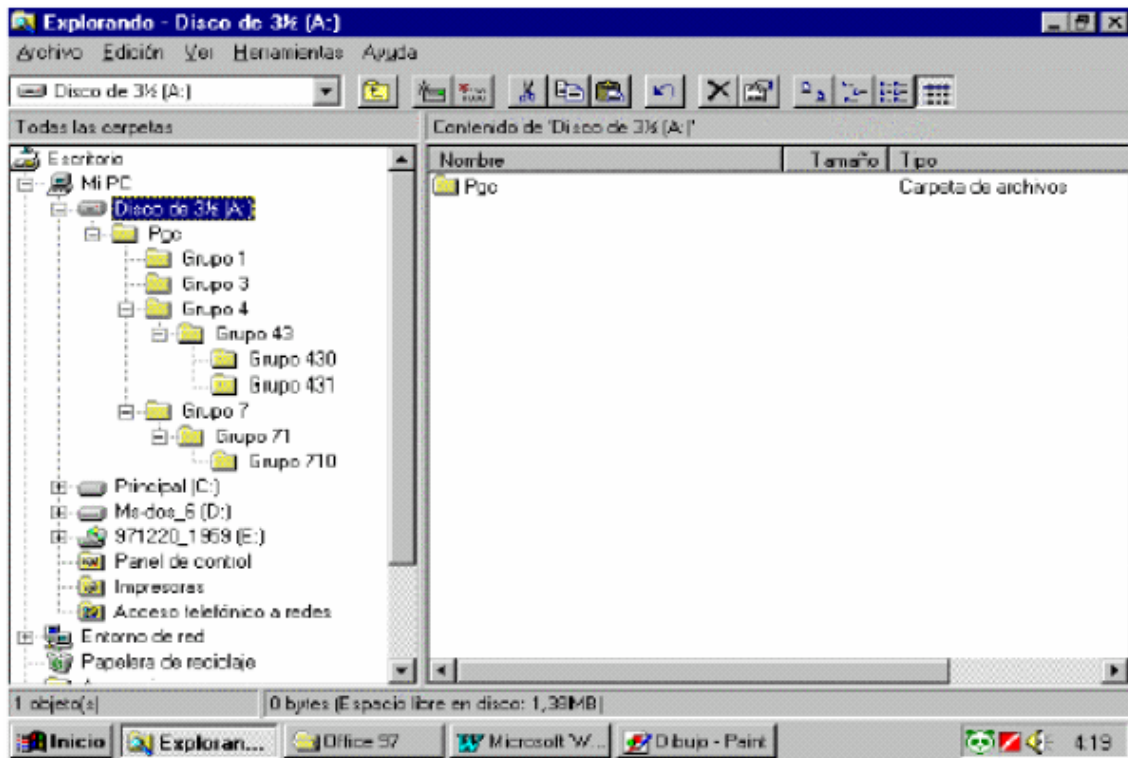 Explorando - Disco de 3½ (A:)
Archivo Edición Ver Herramientas Ayuda
Disco de 3½ (A:)
Todas las carpetas
Contenido de 'Disco de 3½ (A:)'
Escritorio
Nombre Tamaño Tipo
Mi PC
Pgc Carpeta de archivos
Disco de 3½ (A:)
Pgc
Grupo 1
Grupo 3
Grupo 4
Grupo 43
Grupo 430
Grupo 431
Grupo 7
Grupo 71
Grupo 710
Principal (C:)
Ms-dos_6 (D:)
971220_1959 (E:)
Panel de control
Impresoras
Acceso telefónico a redes
Entorno de red
Papelera de reciclaje
1 objeto(s) 0 bytes (Espacio libre en disco: 1,39MB)
Inicio Exploran... Office 97 Microsoft W... Dibujo - Paint 4:19